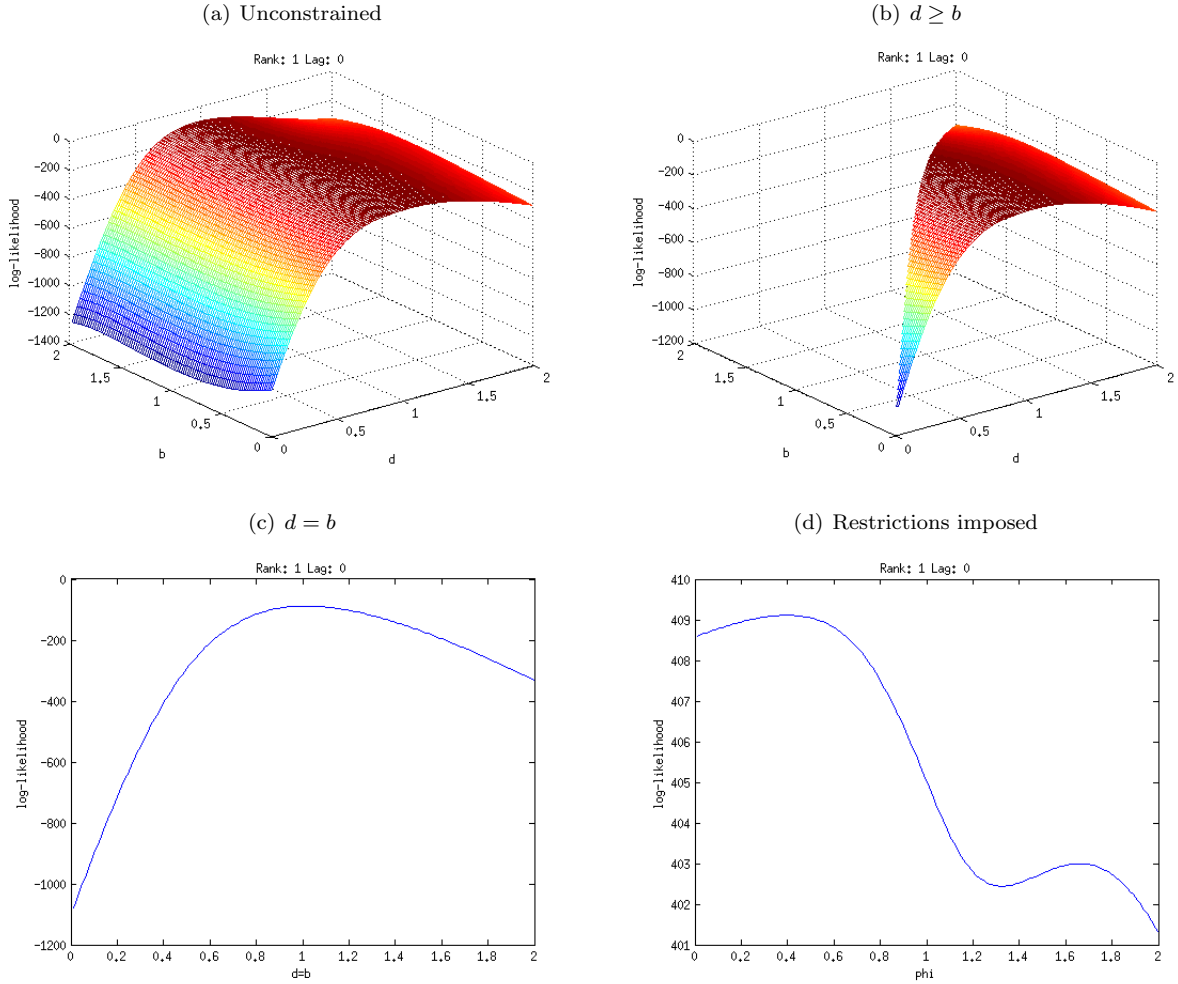 (a) Unconstrained
Rank: 1 Lag: 0
0
-200
-400
-600
-800
-1000
-1200
-1400
log-likelihood
2
1.5
1
0.5
0
b
0
0.5
1
1.5
2
d
(b) d ≥ b
Rank: 1 Lag: 0
0
-200
-400
-600
-800
-1000
-1200
log-likelihood
2
1.5
1
0.5
0
b
0
0.5
1
1.5
2
d
(c) d = b
Rank: 1 Lag: 0
0
-200
-400
-600
-800
-1000
-1200
log-likelihood
0 0.2 0.4 0.6 0.8 1 1.2 1.4 1.6 1.8 2
d=b
(d) Restrictions imposed
Rank: 1 Lag: 0
410
409
408
407
406
405
404
403
402
401
log-likelihood
0 0.2 0.4 0.6 0.8 1 1.2 1.4 1.6 1.8 2
phi